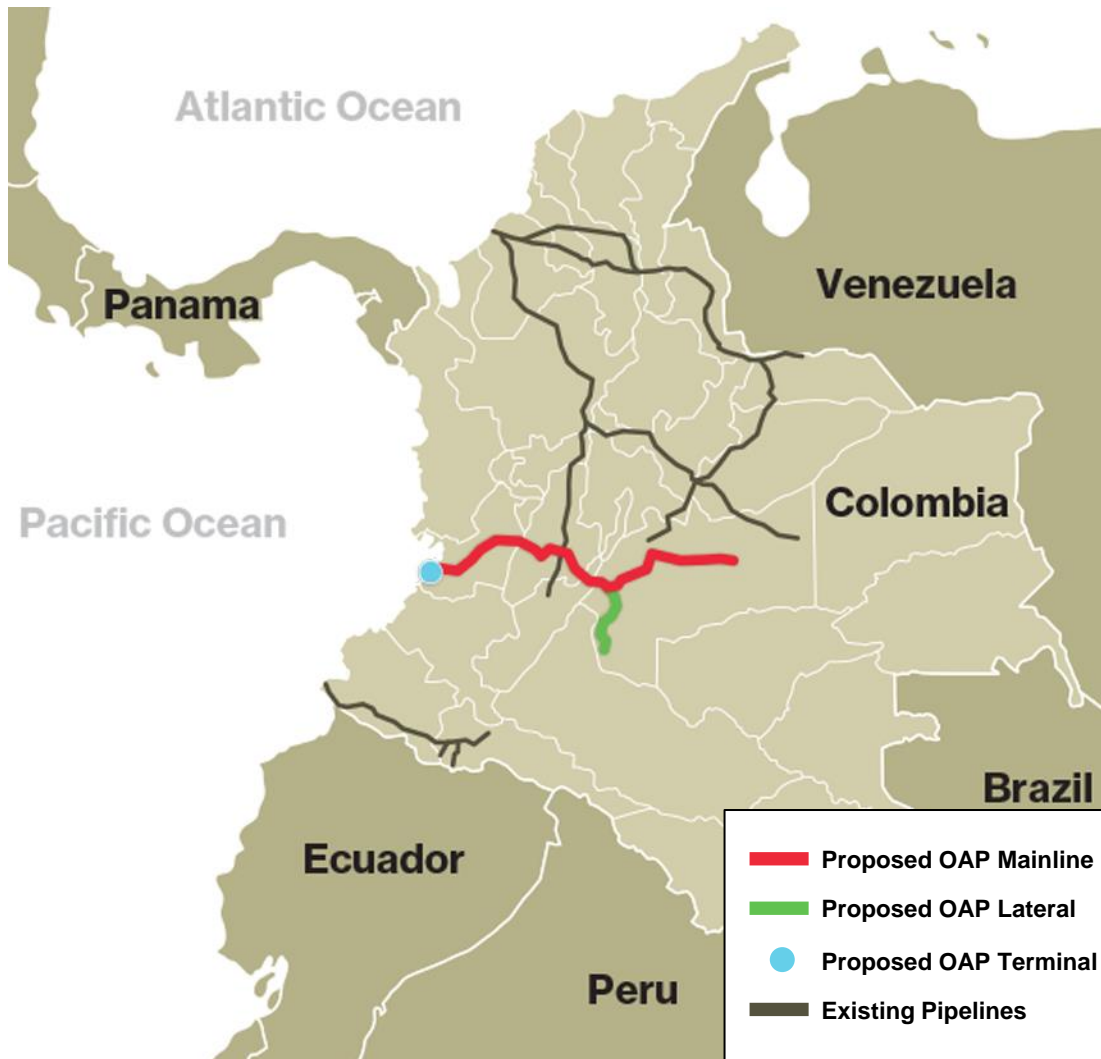 Atlantic Ocean
Venezuela
Panama
Colombia
Pacific Ocean
Brazil
Ecuador
Peru
Proposed OAP Mainline
Proposed OAP Lateral
Proposed OAP Terminal
Existing Pipelines